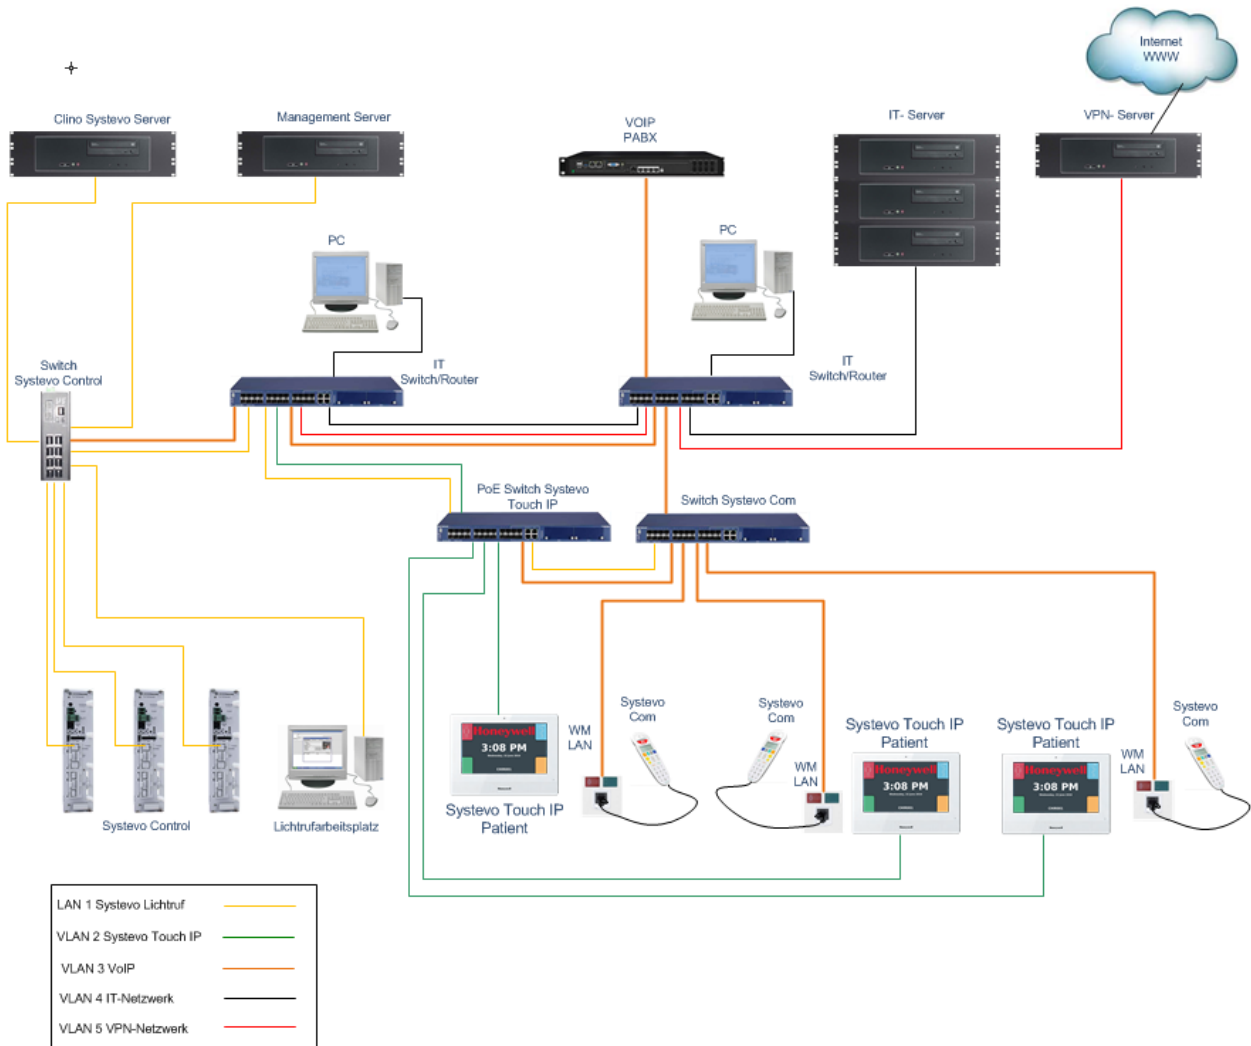 Internet
WWW
Clino Systevo Server
Management Server
VOIP
PABX
IT- Server
VPN- Server
PC
PC
Switch
Systevo Control
IT
Switch/Router
IT
Switch/Router
PoE Switch Systevo
Touch IP
Switch Systevo Com
Systevo
Com
Systevo
Com
Systevo
Com
Systevo Touch IP
Patient
Systevo Touch IP
Patient
WM
LAN
WM
LAN
WM
LAN
Honeywell
3:08 PM
Honeywell
3:08 PM
Honeywell
3:08 PM
Systevo Touch IP
Patient
Systevo Control
Lichtrufarbeitsplatz
LAN 1 Systevo Lichtruf
VLAN 2 Systevo Touch IP
VLAN 3 VoIP
VLAN 4 IT-Netzwerk
VLAN 5 VPN-Netzwerk